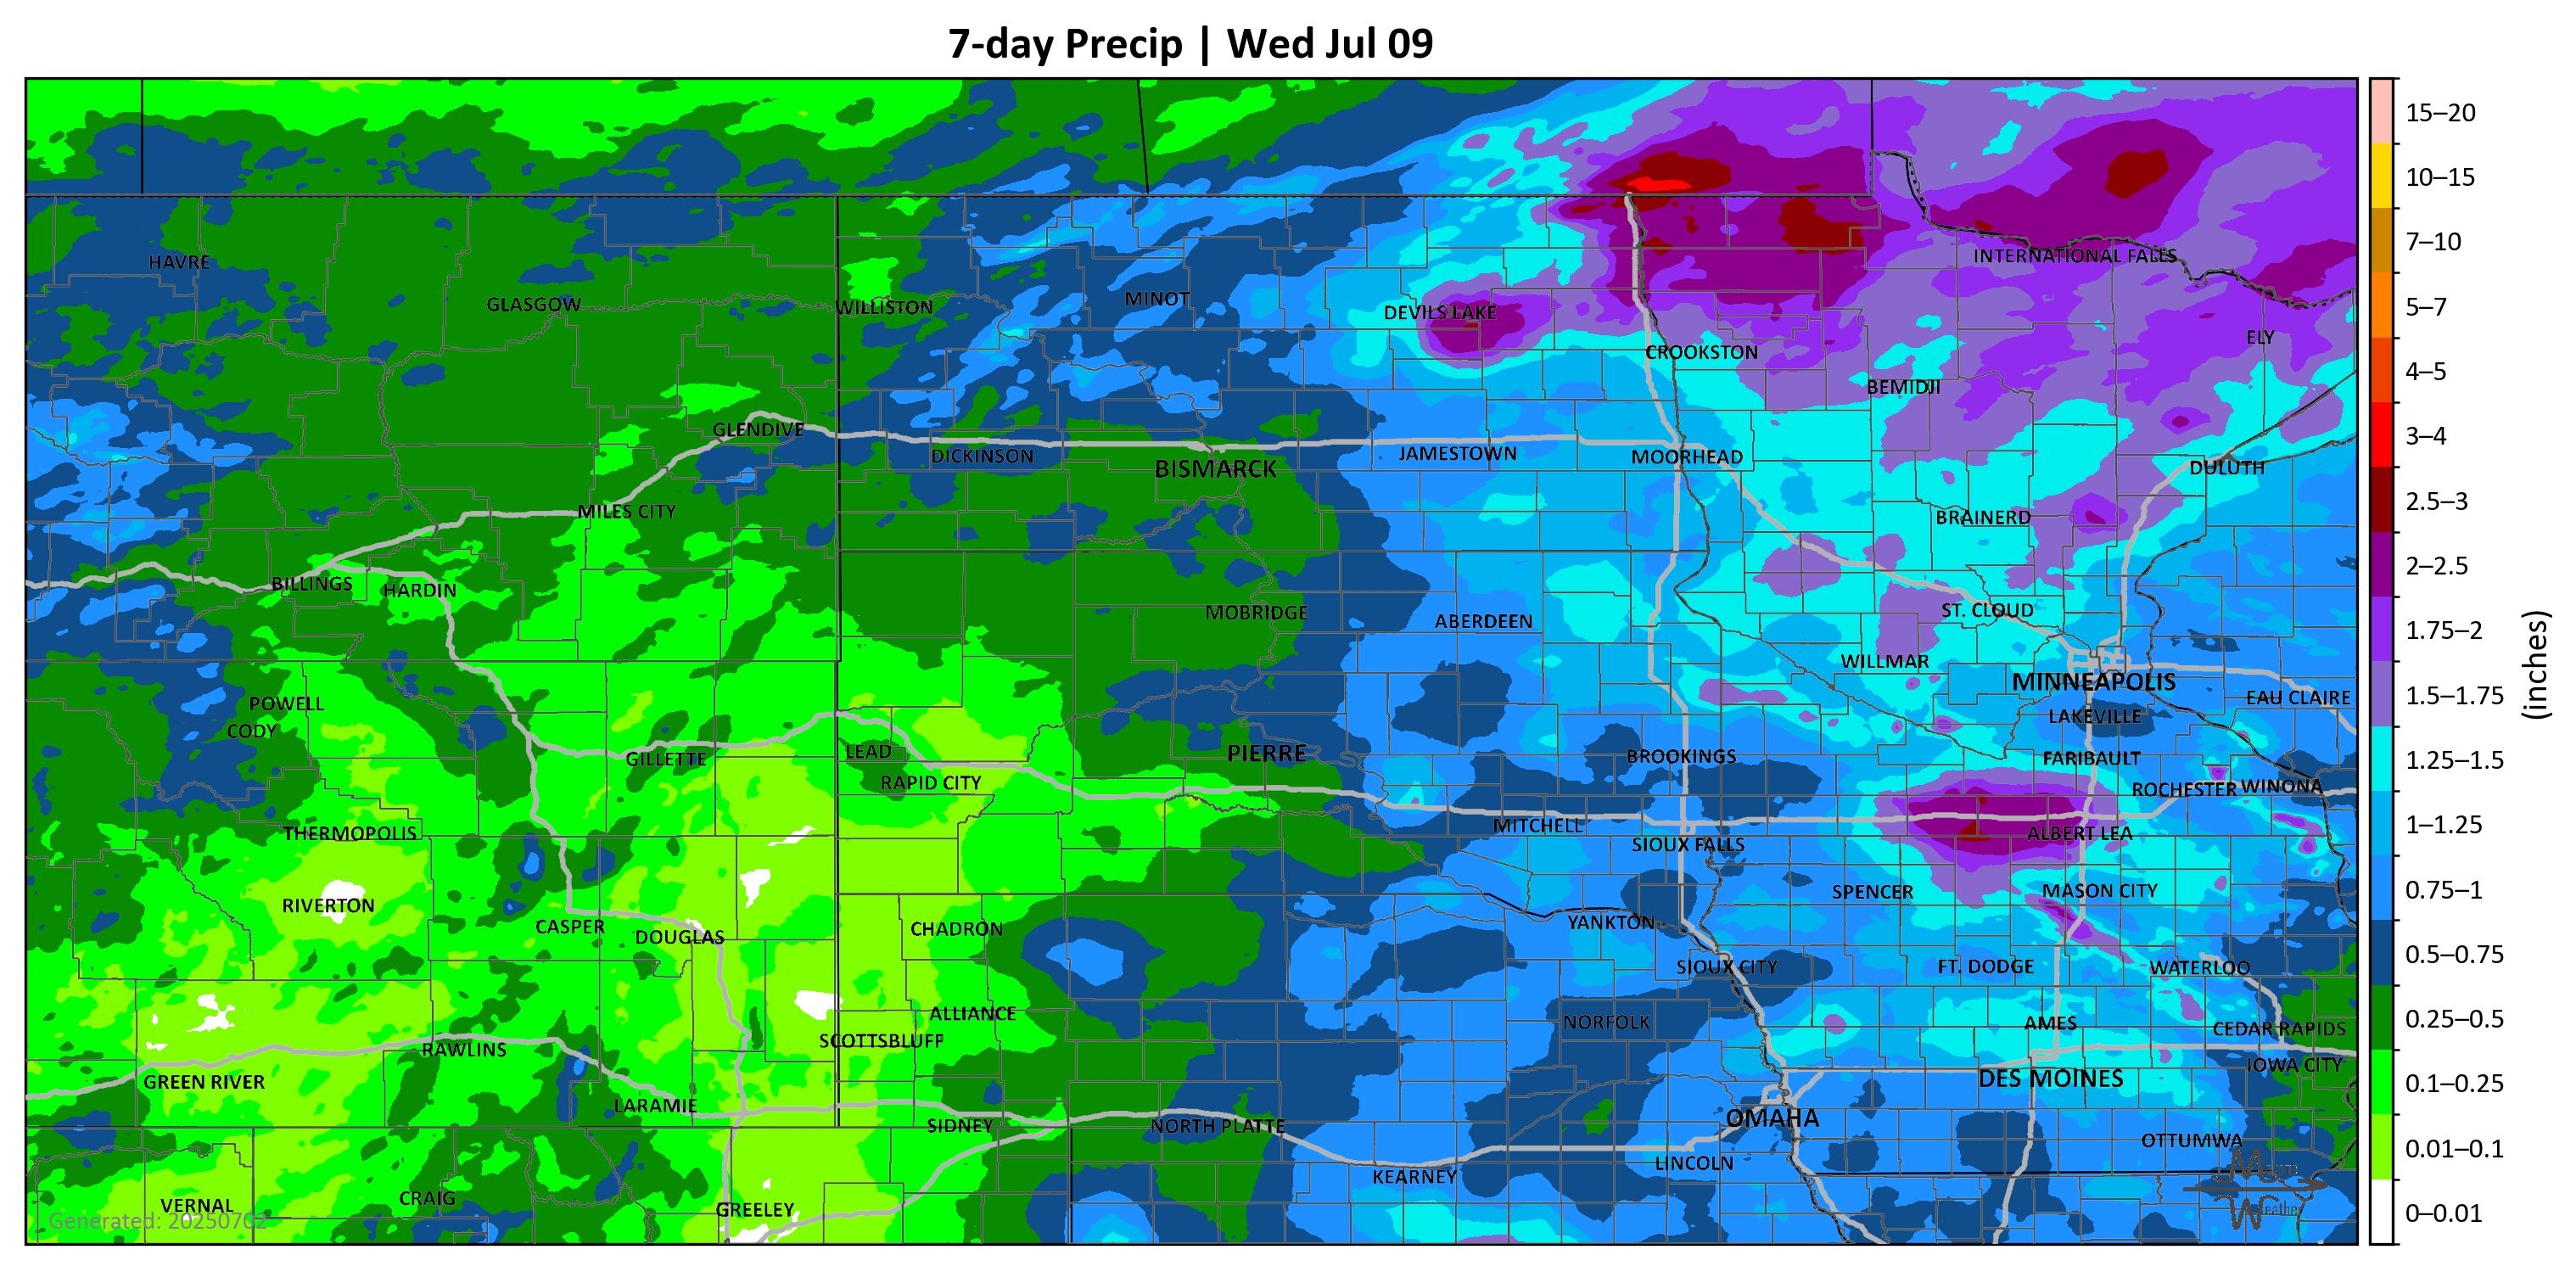 7-day Precip | Wed Jul 09
HAVRE
INTERNATIONAL FALLS
GLASGOW
WILLISTON
MINOT
DEVILS LAKE
ELY
CROOKSTON
BEMIDJI
GLENDIVE
DICKINSON
BISMARCK
JAMESTOWN
MOORHEAD
DULUTH
MILES CITY
BRAINERD
BILLINGS
HARDIN
MOBRIDGE
ABERDEEN
ST. CLOUD
WILLMAR
MINNEAPOLIS
EAU CLAIRE
POWELL
LAKEVILLE
CODY
LEAD
PIERRE
BROOKINGS
FARIBAULT
GILLETTE
RAPID CITY
ROCHESTER
WINONA
THERMOPOLIS
MITCHELL
ALBERT LEA
SIOUX FALLS
SPENCER
MASON CITY
RIVERTON
CASPER
DOUGLAS
CHADRON
YANKTON
SIOUX CITY
FT. DODGE
WATERLOO
ALLIANCE
NORFOLK
AMES
CEDAR RAPIDS
SCOTTSBLUFF
RAWLINS
IOWA CITY
GREEN RIVER
DES MOINES
LARAMIE
SIDNEY
NORTH PLATTE
OMAHA
OTTUMWA
LINCOLN
KEARNEY
VERNAL
CRAIG
GREELEY
Generated: 20250702
15–20
10–15
7–10
5–7
4–5
3–4
2.5–3
2–2.5
1.75–2
1.5–1.75
1.25–1.5
1–1.25
0.75–1
0.5–0.75
0.25–0.5
0.1–0.25
0.01–0.1
0–0.01
(inches)